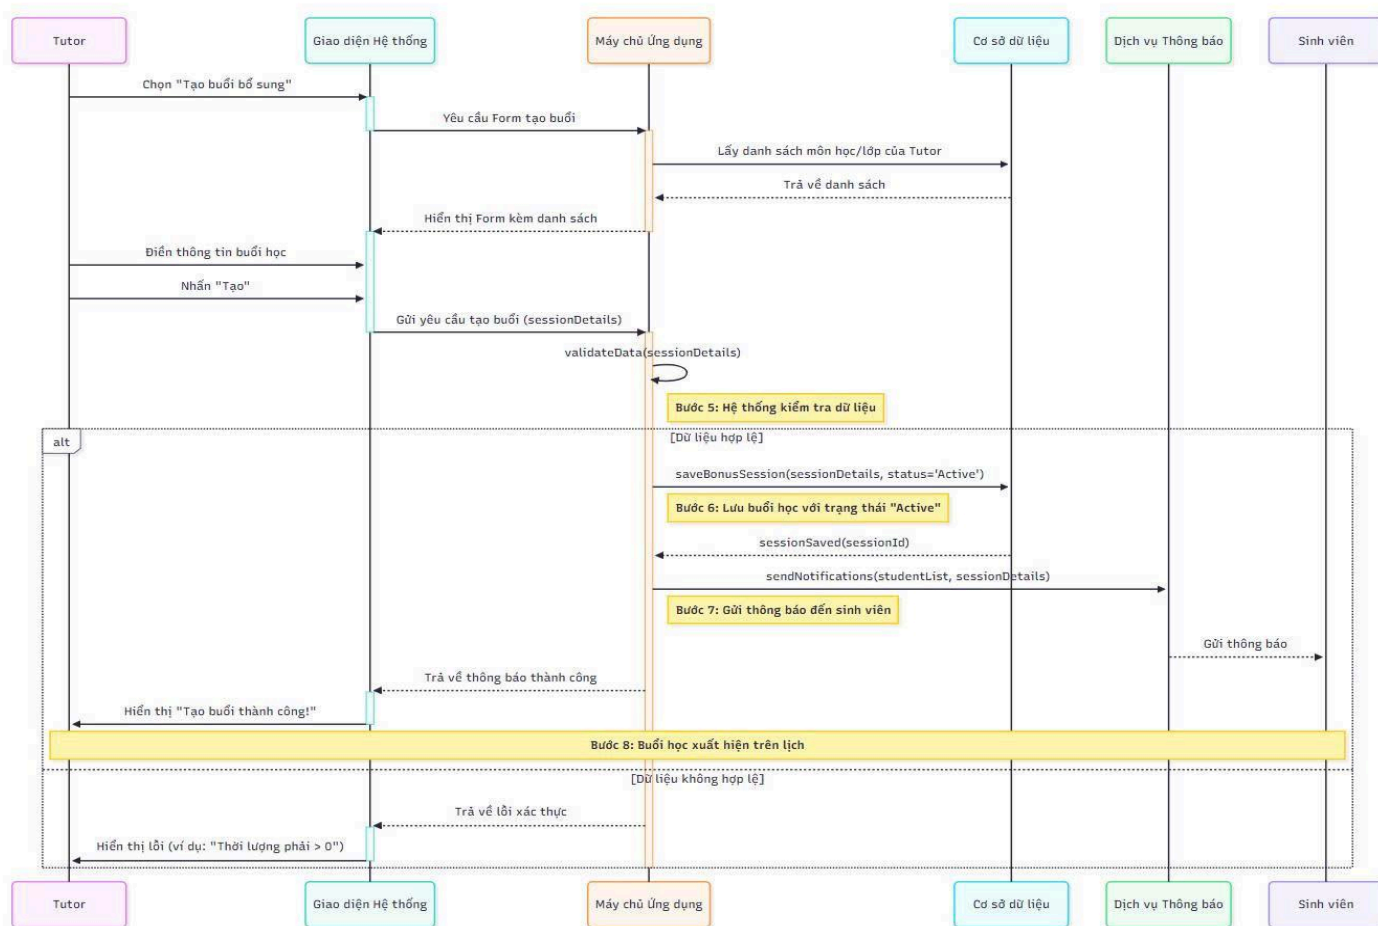 Tutor
Giao diện Hệ thống
Máy chủ Ứng dụng
Cơ sở dữ liệu
Dịch vụ Thông báo
Sinh viên
Chọn "Tạo buổi bổ sung"
Yêu cầu Form tạo buổi
Lấy danh sách môn học/lớp của Tutor
Trả về danh sách
Hiển thị Form kèm danh sách
Điền thông tin buổi học
Nhấn "Tạo"
Gửi yêu cầu tạo buổi (sessionDetails)
validateData(sessionDetails)
Bước 5: Hệ thống kiểm tra dữ liệu
alt
[Dữ liệu hợp lệ]
saveBonusSession(sessionDetails, status='Active')
Bước 6: Lưu buổi học với trạng thái "Active"
sessionSaved(sessionId)
sendNotifications(studentList, sessionDetails)
Bước 7: Gửi thông báo đến sinh viên
Gửi thông báo
Trả về thông báo thành công
Hiển thị "Tạo buổi thành công!"
Bước 8: Buổi học xuất hiện trên lịch
[Dữ liệu không hợp lệ]
Trả về lỗi xác thực
Hiển thị lỗi (ví dụ: "Thời lượng phải > 0")
Tutor
Giao diện Hệ thống
Máy chủ Ứng dụng
Cơ sở dữ liệu
Dịch vụ Thông báo
Sinh viên